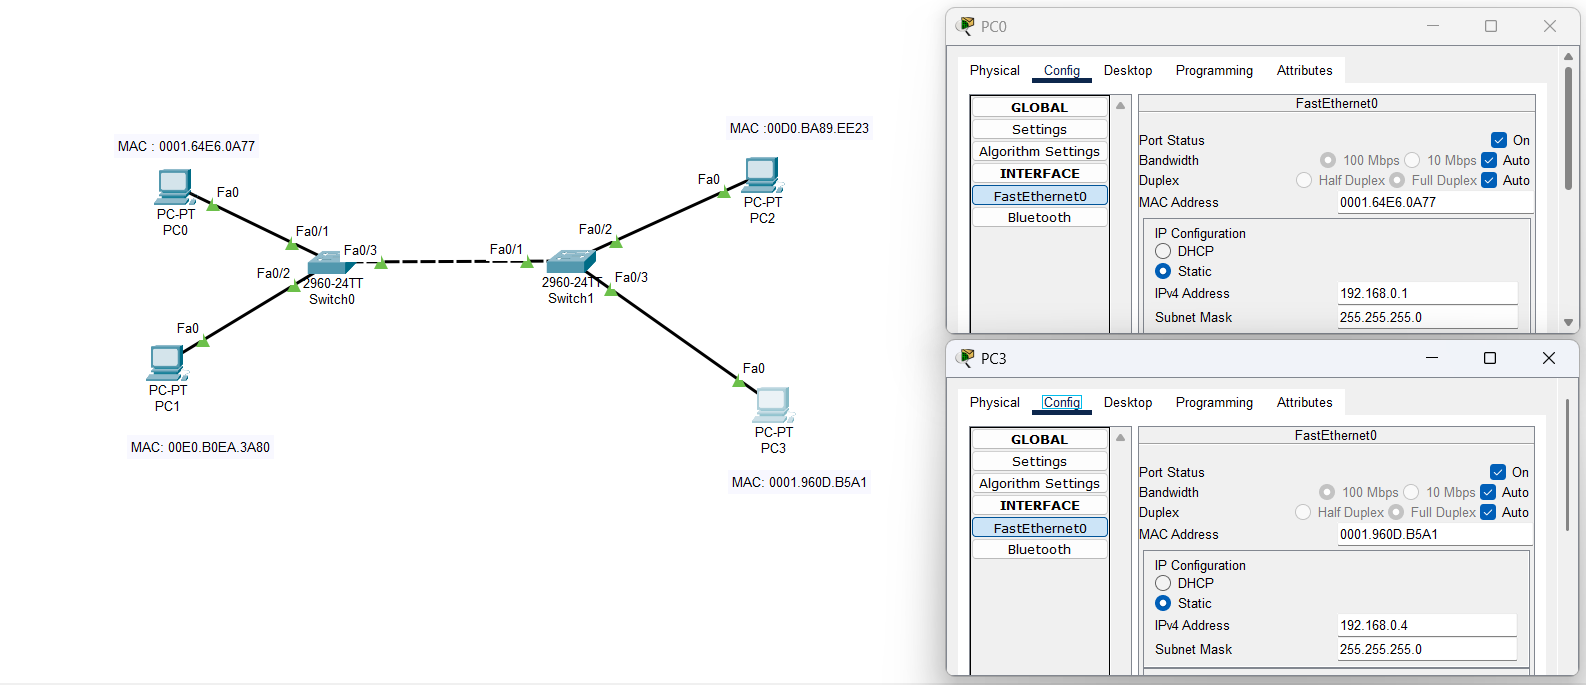 MAC : 0001.64E6.0A77
Fa0
PC-PT
PC0
Fa0/1
Fa0/3
Fa0/2
2960-24TT
Switch0
Fa0
PC-PT
PC1
MAC: 00E0.B0EA.3A80
MAC :00D0.BA89.EE23
Fa0
PC-PT
PC2
Fa0/2
Fa0/1
Fa0/3
2960-24TT
Switch1
Fa0
PC-PT
PC3
MAC: 0001.960D.B5A1
PC0
Physical Config Desktop Programming Attributes
GLOBAL
Settings
Algorithm Settings
INTERFACE
FastEthernet0
Bluetooth
FastEthernet0
Port Status On
Bandwidth 100 Mbps 10 Mbps Auto
Duplex Half Duplex Full Duplex Auto
MAC Address 0001.64E6.0A77
IP Configuration
DHCP
Static
IPv4 Address 192.168.0.1
Subnet Mask 255.255.255.0
PC3
Physical Config Desktop Programming Attributes
GLOBAL
Settings
Algorithm Settings
INTERFACE
FastEthernet0
Bluetooth
FastEthernet0
Port Status On
Bandwidth 100 Mbps 10 Mbps Auto
Duplex Half Duplex Full Duplex Auto
MAC Address 0001.960D.B5A1
IP Configuration
DHCP
Static
IPv4 Address 192.168.0.4
Subnet Mask 255.255.255.0